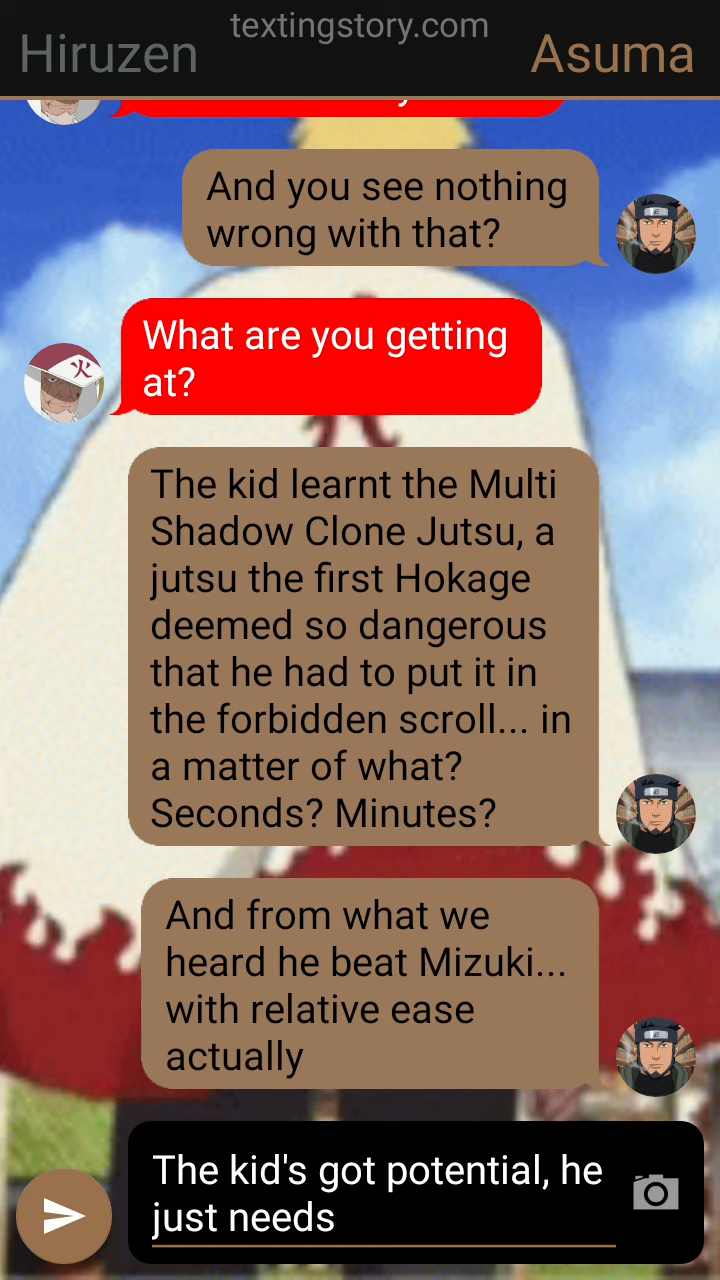 textingstory.com
Hiruzen
Asuma
And you see nothing
wrong with that?
What are you getting
at?
火
The kid learnt the Multi
Shadow Clone Jutsu, a
jutsu the first Hokage
deemed so dangerous
that he had to put it in
the forbidden scroll... in
a matter of what?
Seconds? Minutes?
And from what we
heard he beat Mizuki...
with relative ease
actually
The kid's got potential, he
just needs